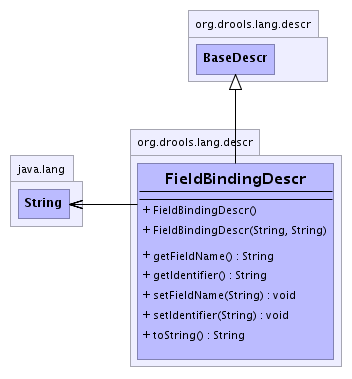 org.drools.lang.descr
BaseDescr
org.drools.lang.descr
java.lang
String
FieldBindingDescr
+ FieldBindingDescr()
+ FieldBindingDescr(String, String)
+ getFieldName() : String
+ getIdentifier() : String
+ setFieldName(String) : void
+ setIdentifier(String) : void
+ toString() : String